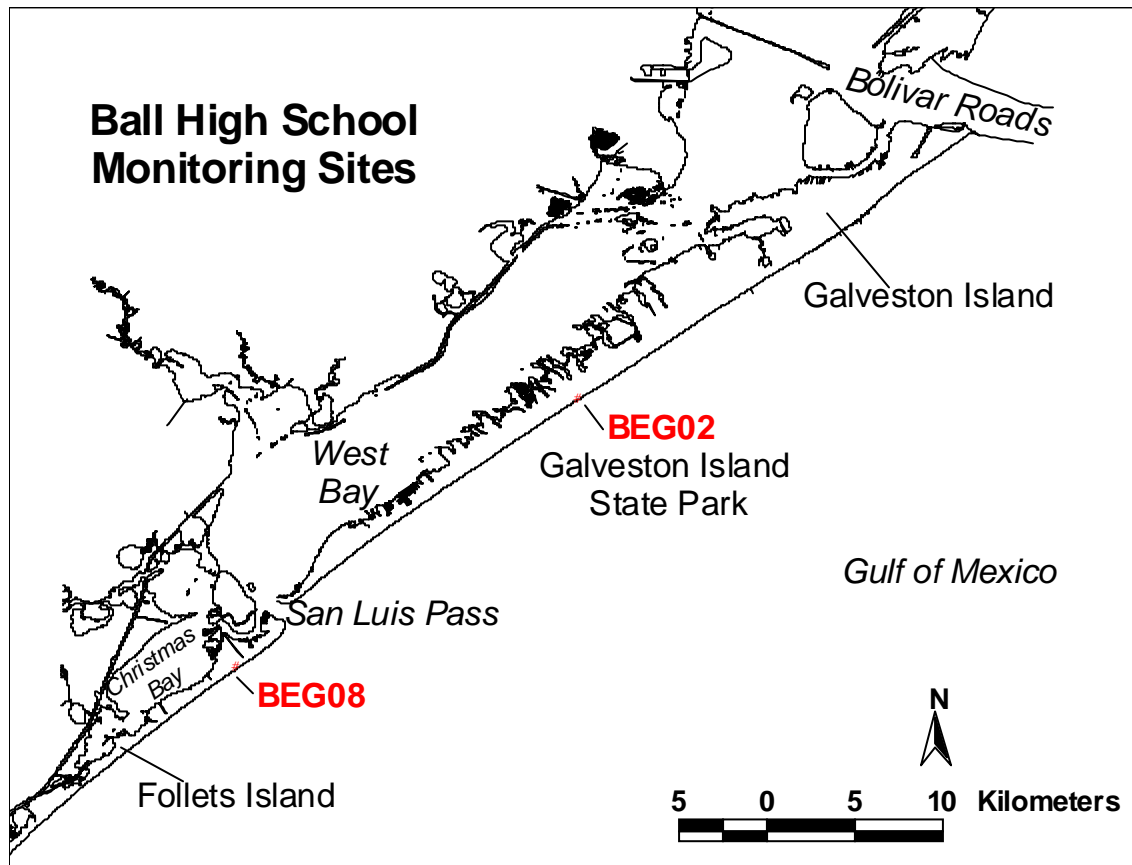 Ball High School
Monitoring Sites
Bolivar Roads
Galveston Island
BEG02
Galveston Island
State Park
West
Bay
Gulf of Mexico
San Luis Pass
Christmas
Bay
BEG08
Follets Island
N
5 0 5 10 Kilometers